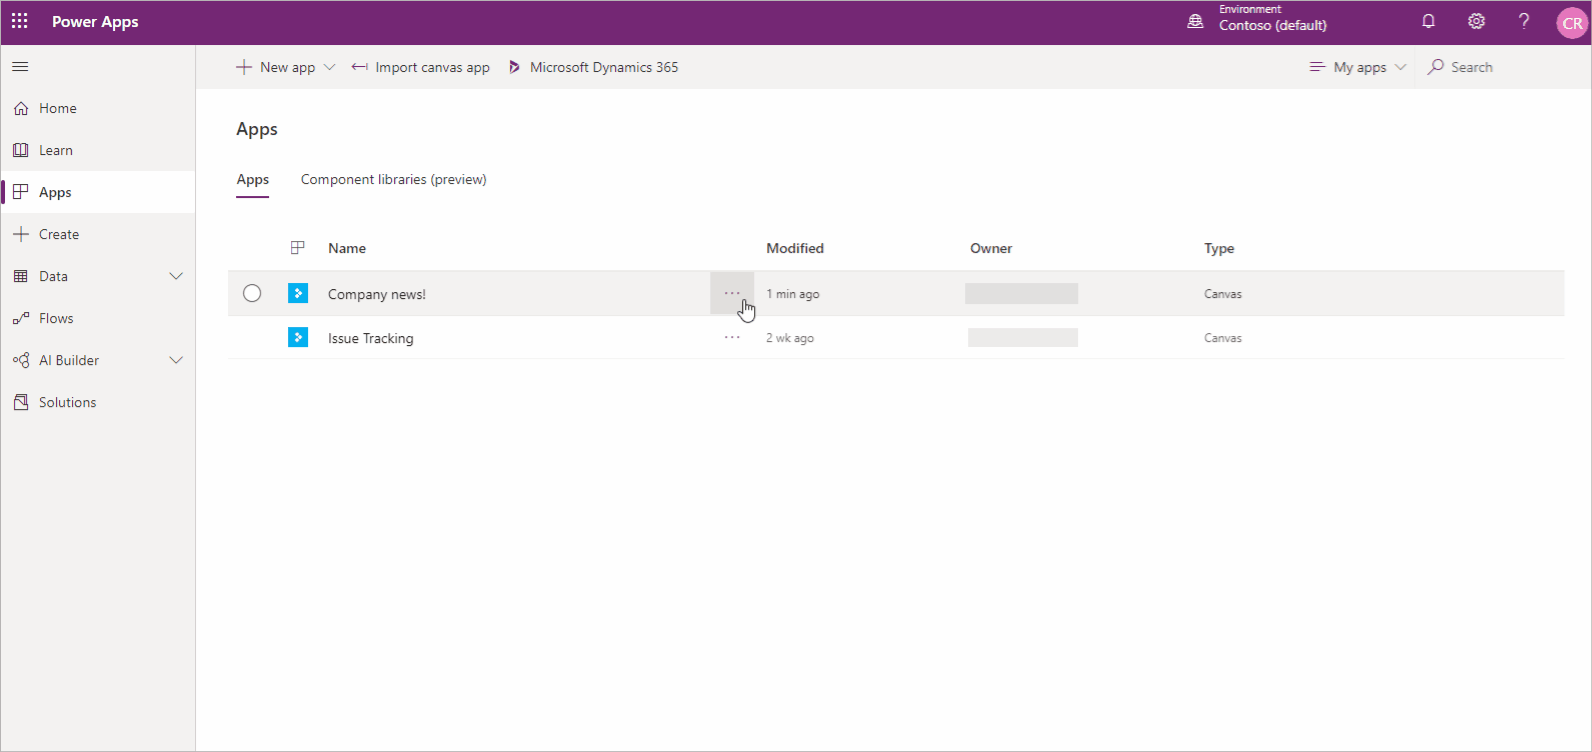 Power Apps
Environment
Contoso (default)
?
CR
New app
Import canvas app
Microsoft Dynamics 365
My apps
Search
Home
Learn
Apps
Create
Data
Flows
AI Builder
Solutions
Apps
Apps
Component libraries (preview)
Name
Modified
Owner
Type
Company news!
...
1 min ago
Canvas
Issue Tracking
...
2 wk ago
Canvas